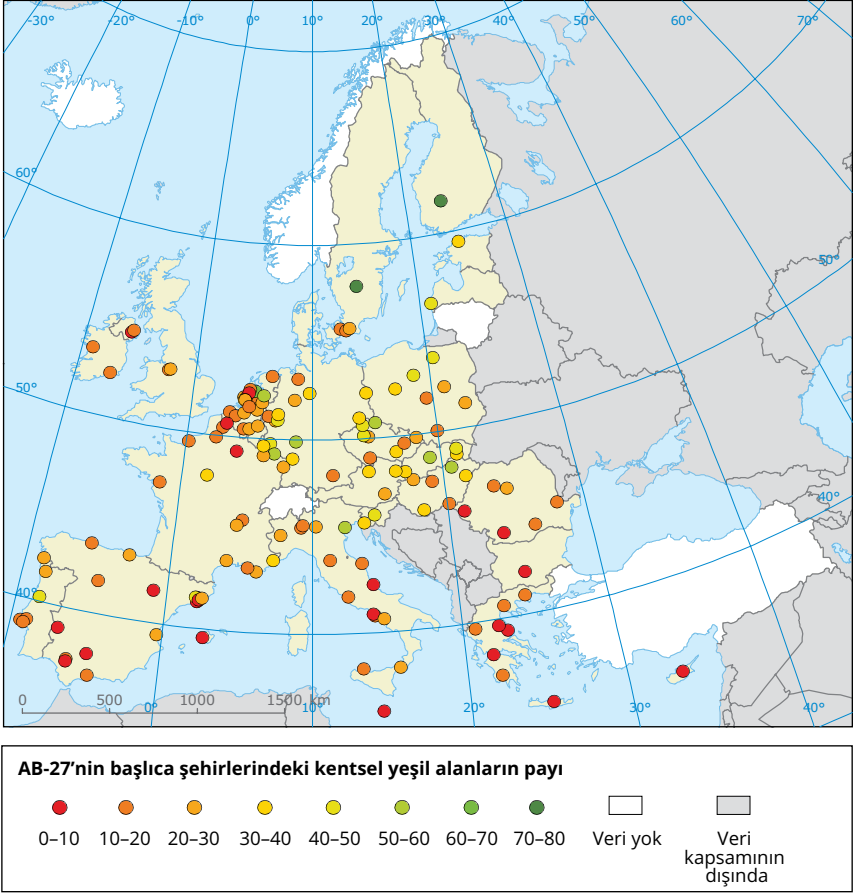 -30° -20° -10° 0° 10° 20° 30° 40° 50° 60° 70°
60°
50°
50°
40°
40°
0 500 1000 1500 km
0° 10° 20° 30° 40°
AB-27’nin başlıca şehirlerindeki kentsel yeşil alanların payı
0–10 10–20 20–30 30–40 40–50 50–60 60–70 70–80 Veri yok Veri
kapsamının
dışında